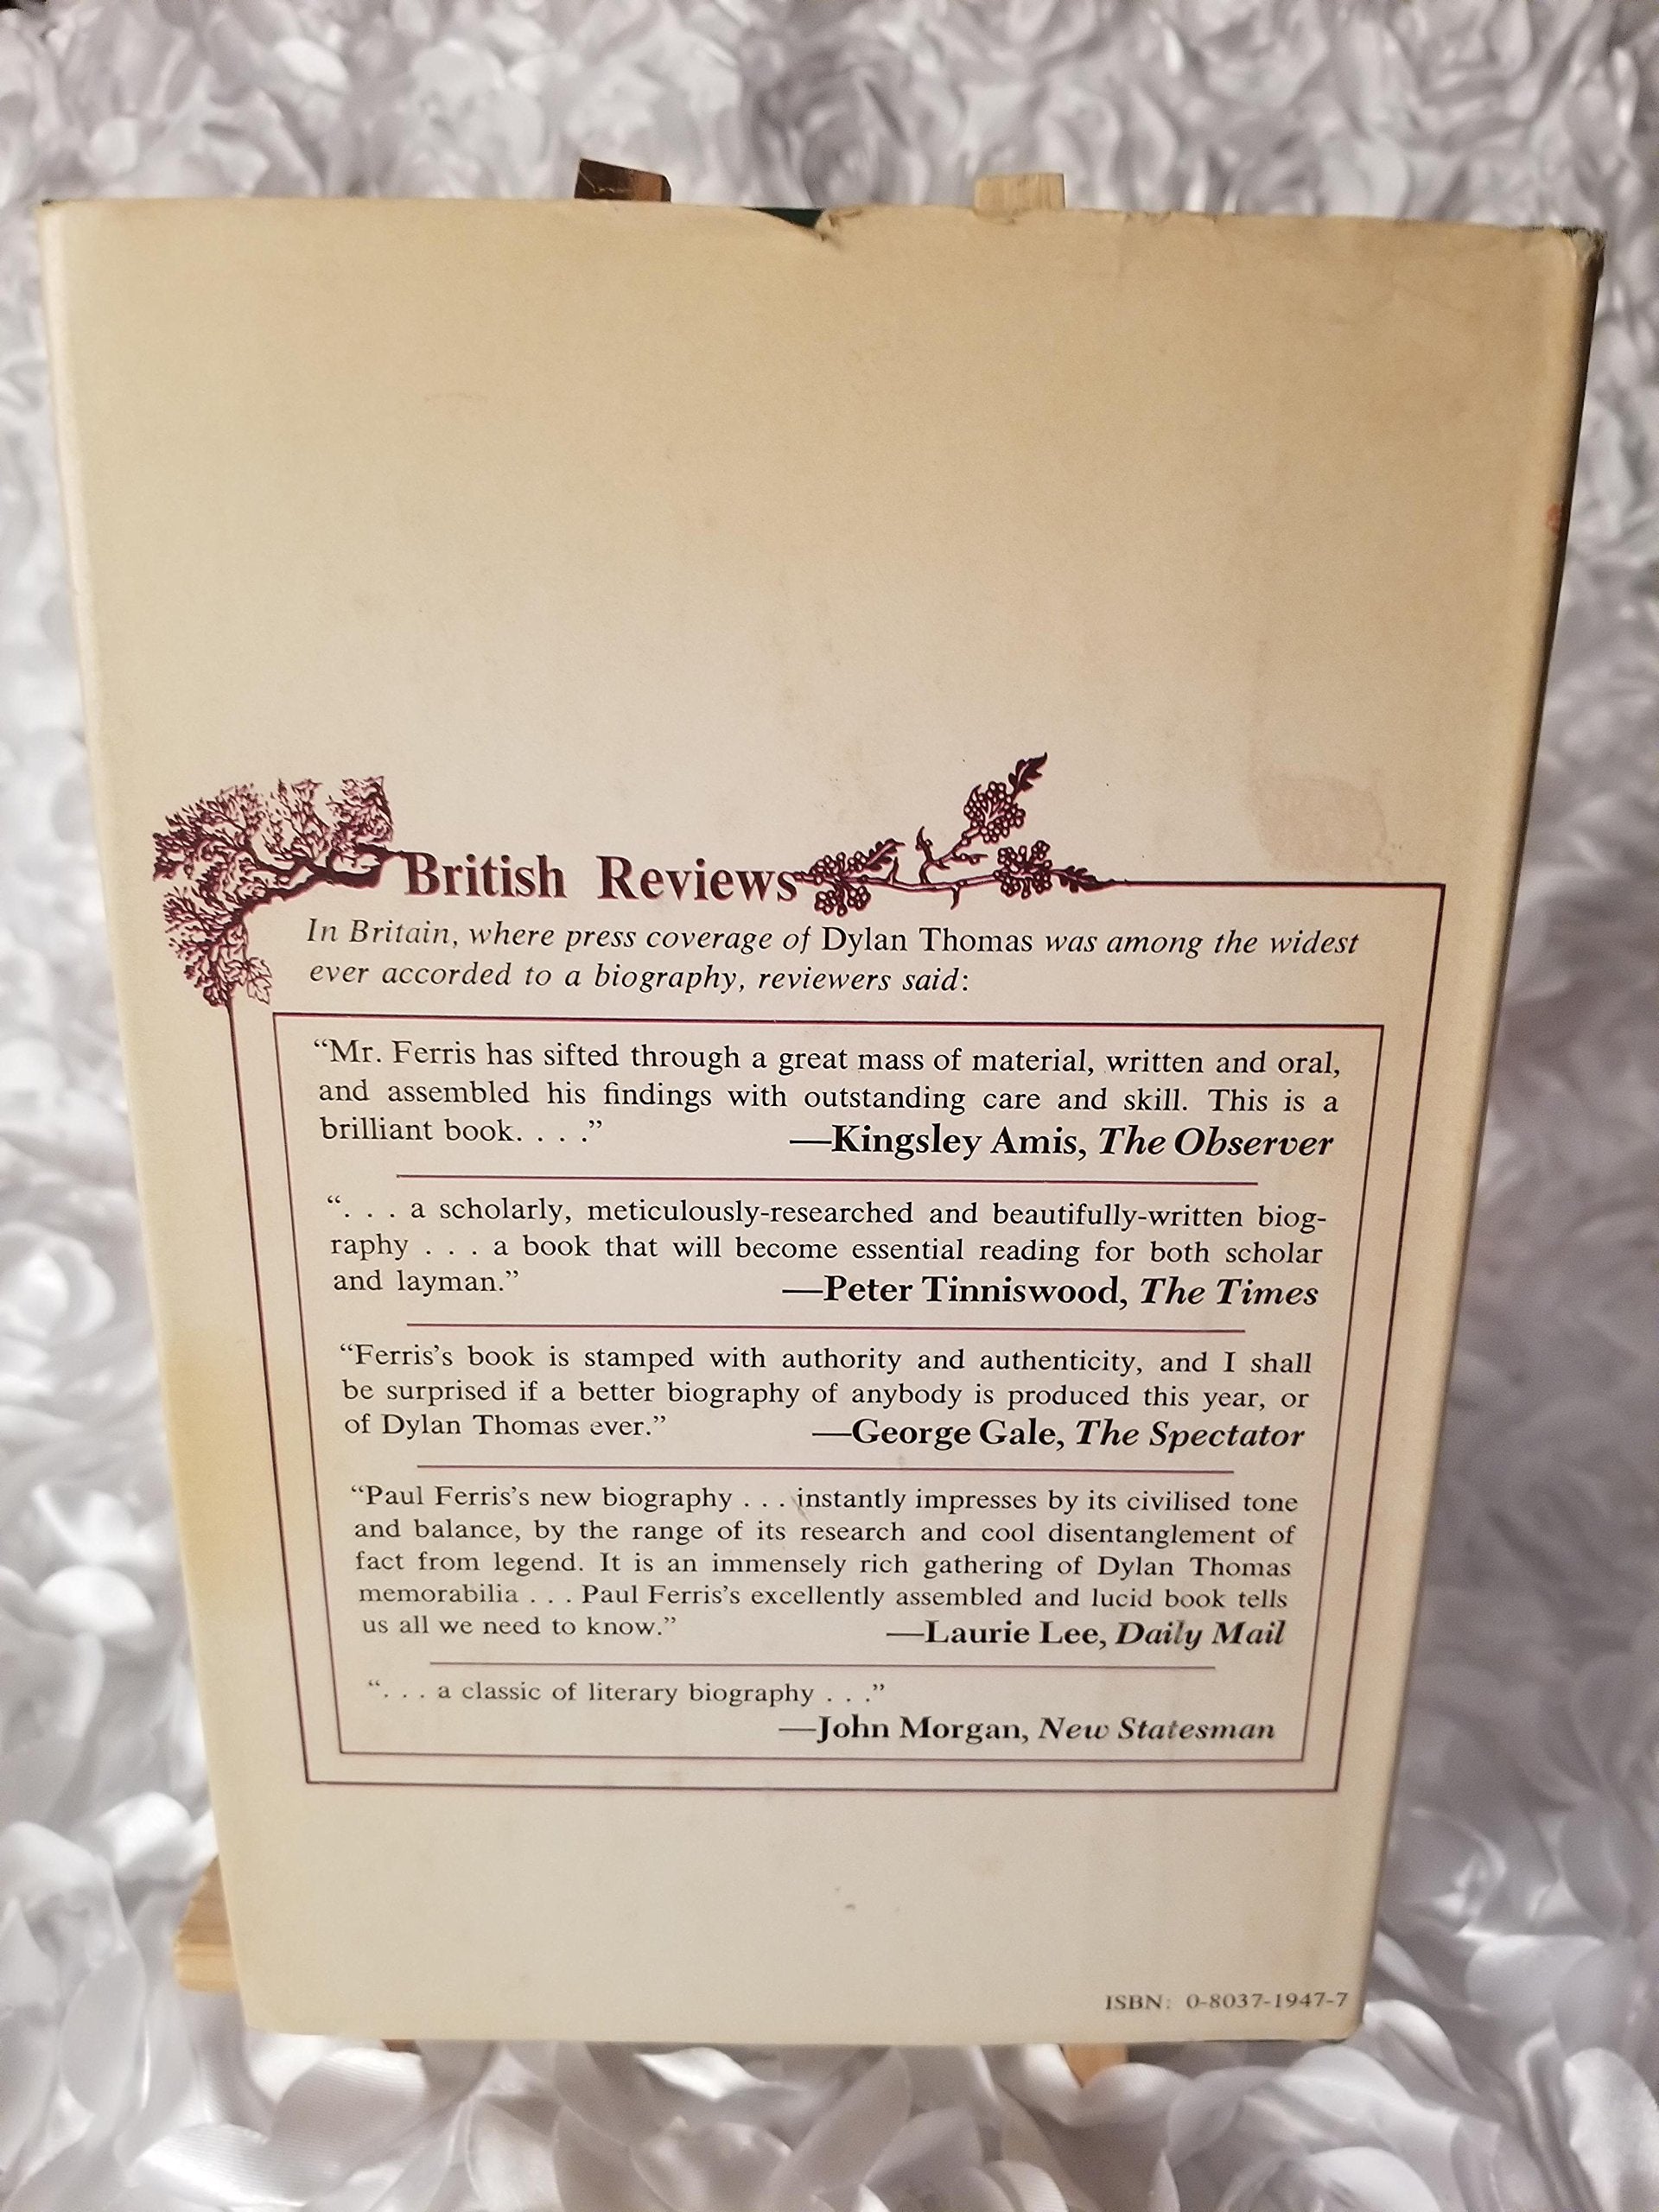 British Reviews
In Britain, where press coverage of Dylan Thomas was among the widest
ever accorded to a biography, reviewers said:
“Mr. Ferris has sifted through a great mass of material, written and oral,
and assembled his findings with outstanding care and skill. This is a
brilliant book. . . .” —Kingsley Amis, The Observer
“. . . a scholarly, meticulously-researched and beautifully-written biog-
raphy . . . a book that will become essential reading for both scholar
and layman.” —Peter Tinniswood, The Times
“Ferris’s book is stamped with authority and authenticity, and I shall
be surprised if a better biography of anybody is produced this year, or
of Dylan Thomas ever.” —George Gale, The Spectator
“Paul Ferris’s new biography . . . instantly impresses by its civilised tone
and balance, by the range of its research and cool disentanglement of
fact from legend. It is an immensely rich gathering of Dylan Thomas
memorabilia . . . Paul Ferris’s excellently assembled and lucid book tells
us all we need to know.” —Laurie Lee, Daily Mail
“. . . a classic of literary biography . . .”
—John Morgan, New Statesman
ISBN: 0-8037-1947-7